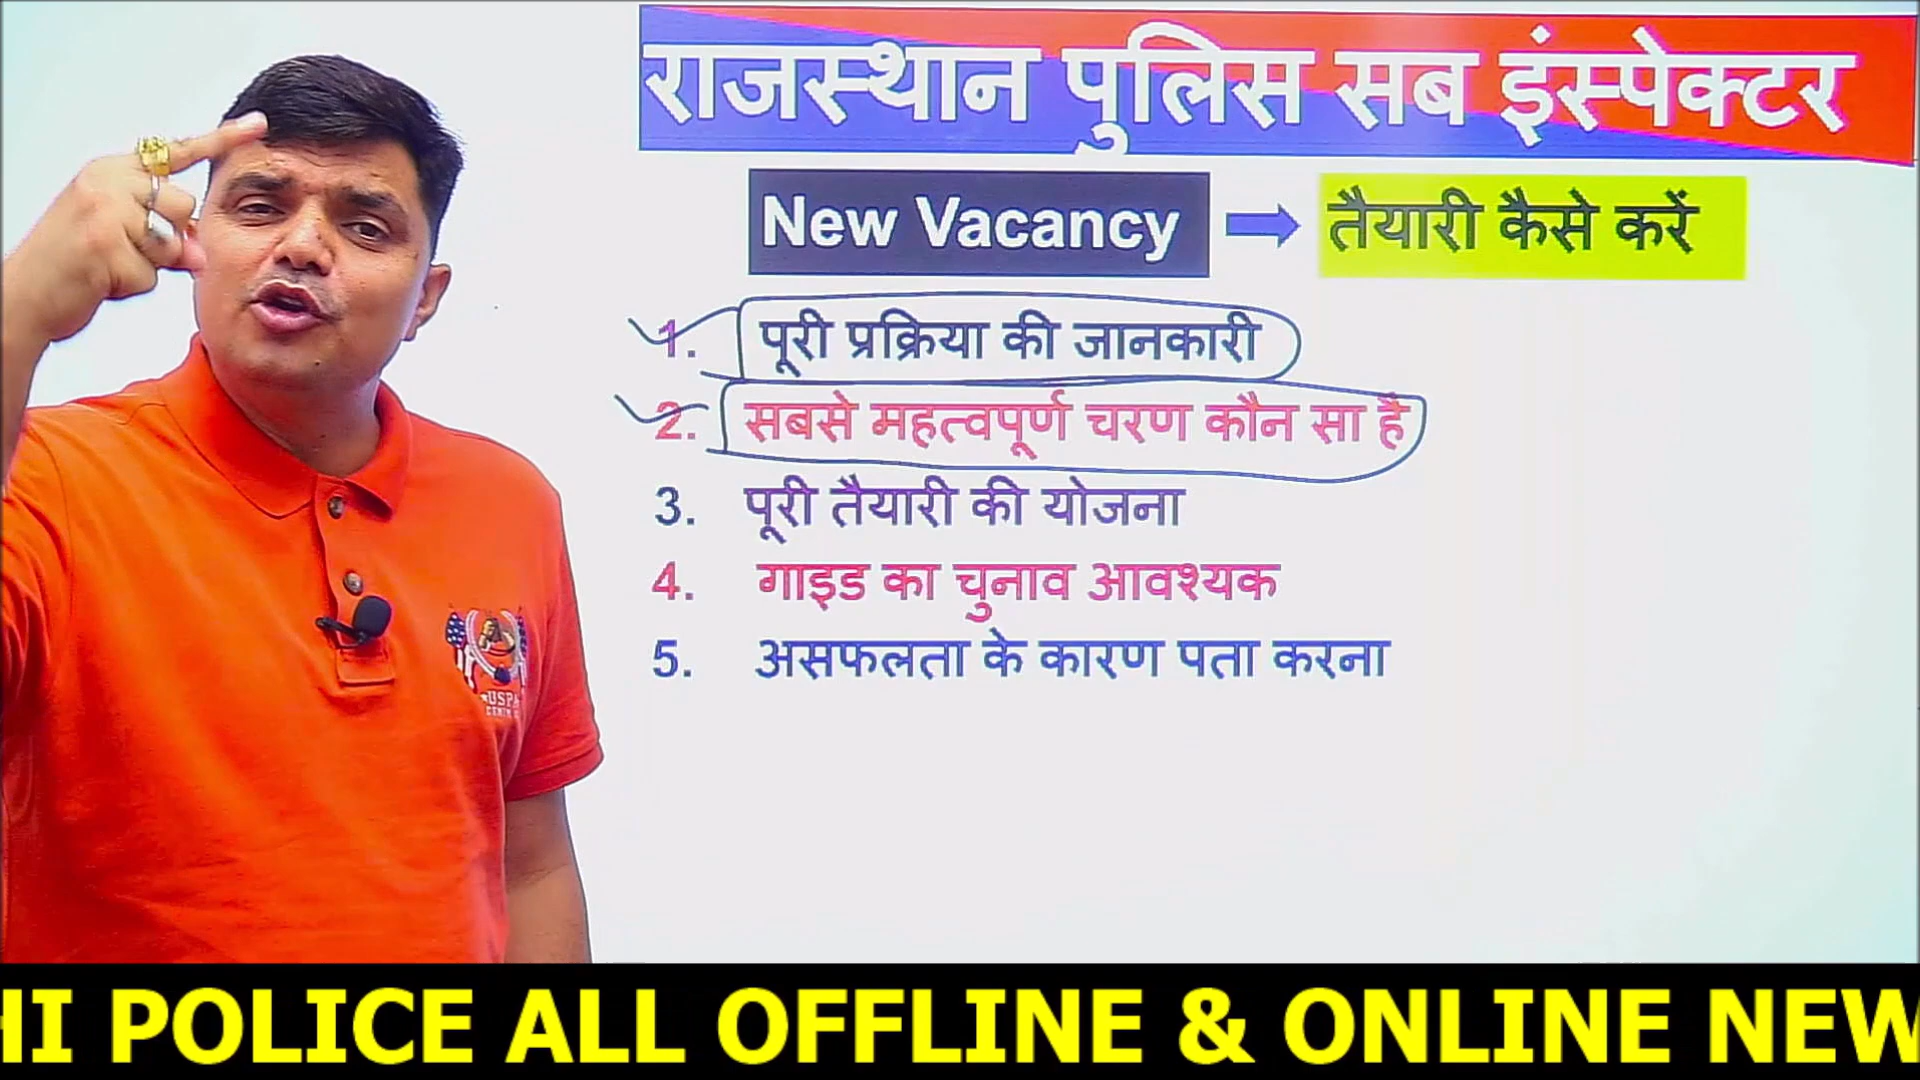 राजस्थान पुलिस सब इंस्पेक्टर
New Vacancy
तैयारी कैसे करें
1. पूरी प्रक्रिया की जानकारी
2. सबसे महत्वपूर्ण चरण कौन सा है
3. पूरी तैयारी की योजना
4. गाइड का चुनाव आवश्यक
5. असफलता के कारण पता करना
HI POLICE ALL OFFLINE & ONLINE NEW